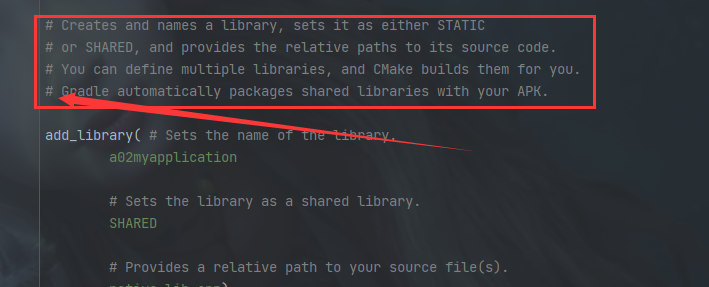 # Creates and names a library, sets it as either STATIC
# or SHARED, and provides the relative paths to its source code.
# You can define multiple libraries, and CMake builds them for you.
# Gradle automatically packages shared libraries with your APK.
add_library( # Sets the name of the library.
a02myapplication
# Sets the library as a shared library.
SHARED
# Provides a relative path to your source file(s).